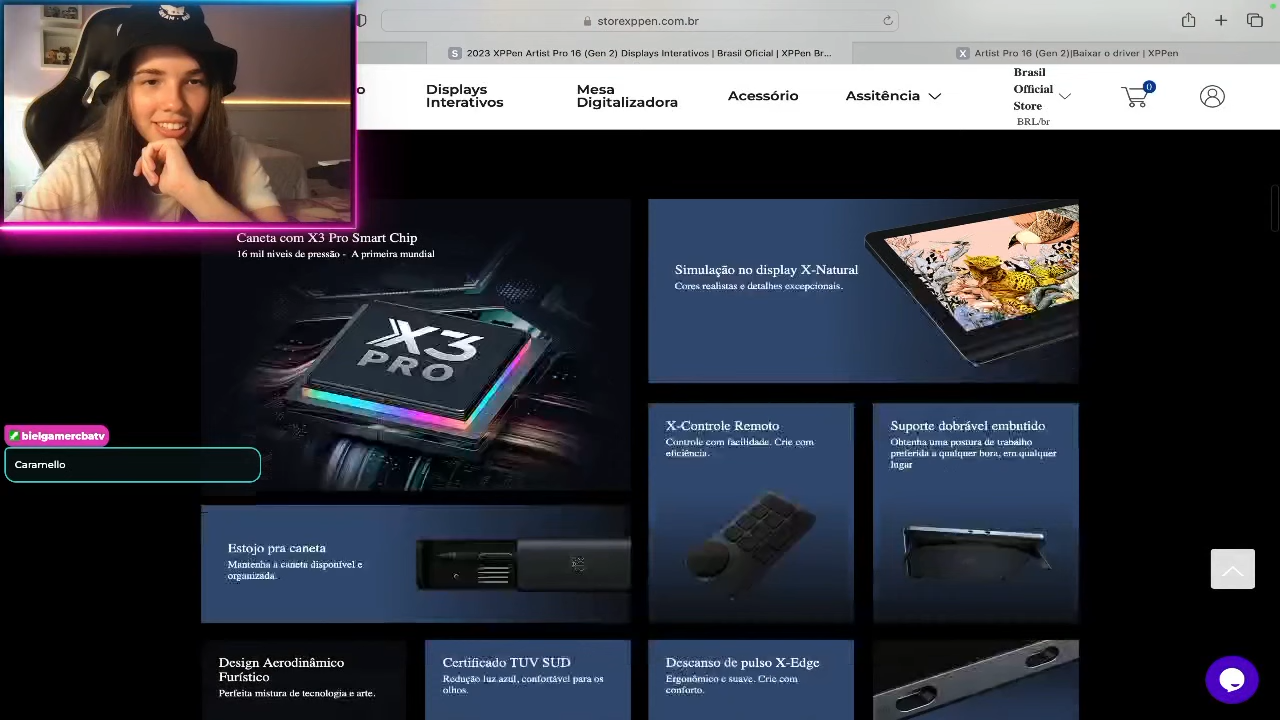 storexppen.com.br
S 2023 XPPen Artist Pro 16 (Gen 2) Displays Interativos | Brasil Oficial | XPPen Br...
X Artist Pro 16 (Gen 2)|Baixar o driver | XPPen
o
Displays
Interativos
Mesa
Digitalizadora
Acessório
Assitência
Brasil
Official
Store
BRL/br
0
Caneta com X3 Pro Smart Chip
16 mil níveis de pressão - A primeira mundial
X3
PRO
Simulação no display X-Natural
Cores realistas e detalhes excepcionais.
X-Controle Remoto
Controle com facilidade. Crie com
eficiência.
Suporte dobrável embutido
Obtenha uma postura de trabalho
preferida a qualquer hora, em qualquer
lugar
bielgamercbatv
Caramello
Estojo pra caneta
Mantenha a caneta disponível e
organizada.
Design Aerodinâmico
Furístico
Perfeita mistura de tecnologia e arte.
Certificado TUV SUD
Redução luz azul, confortável para os
olhos.
Descanso de pulso X-Edge
Ergonômico e suave. Crie com
conforto.